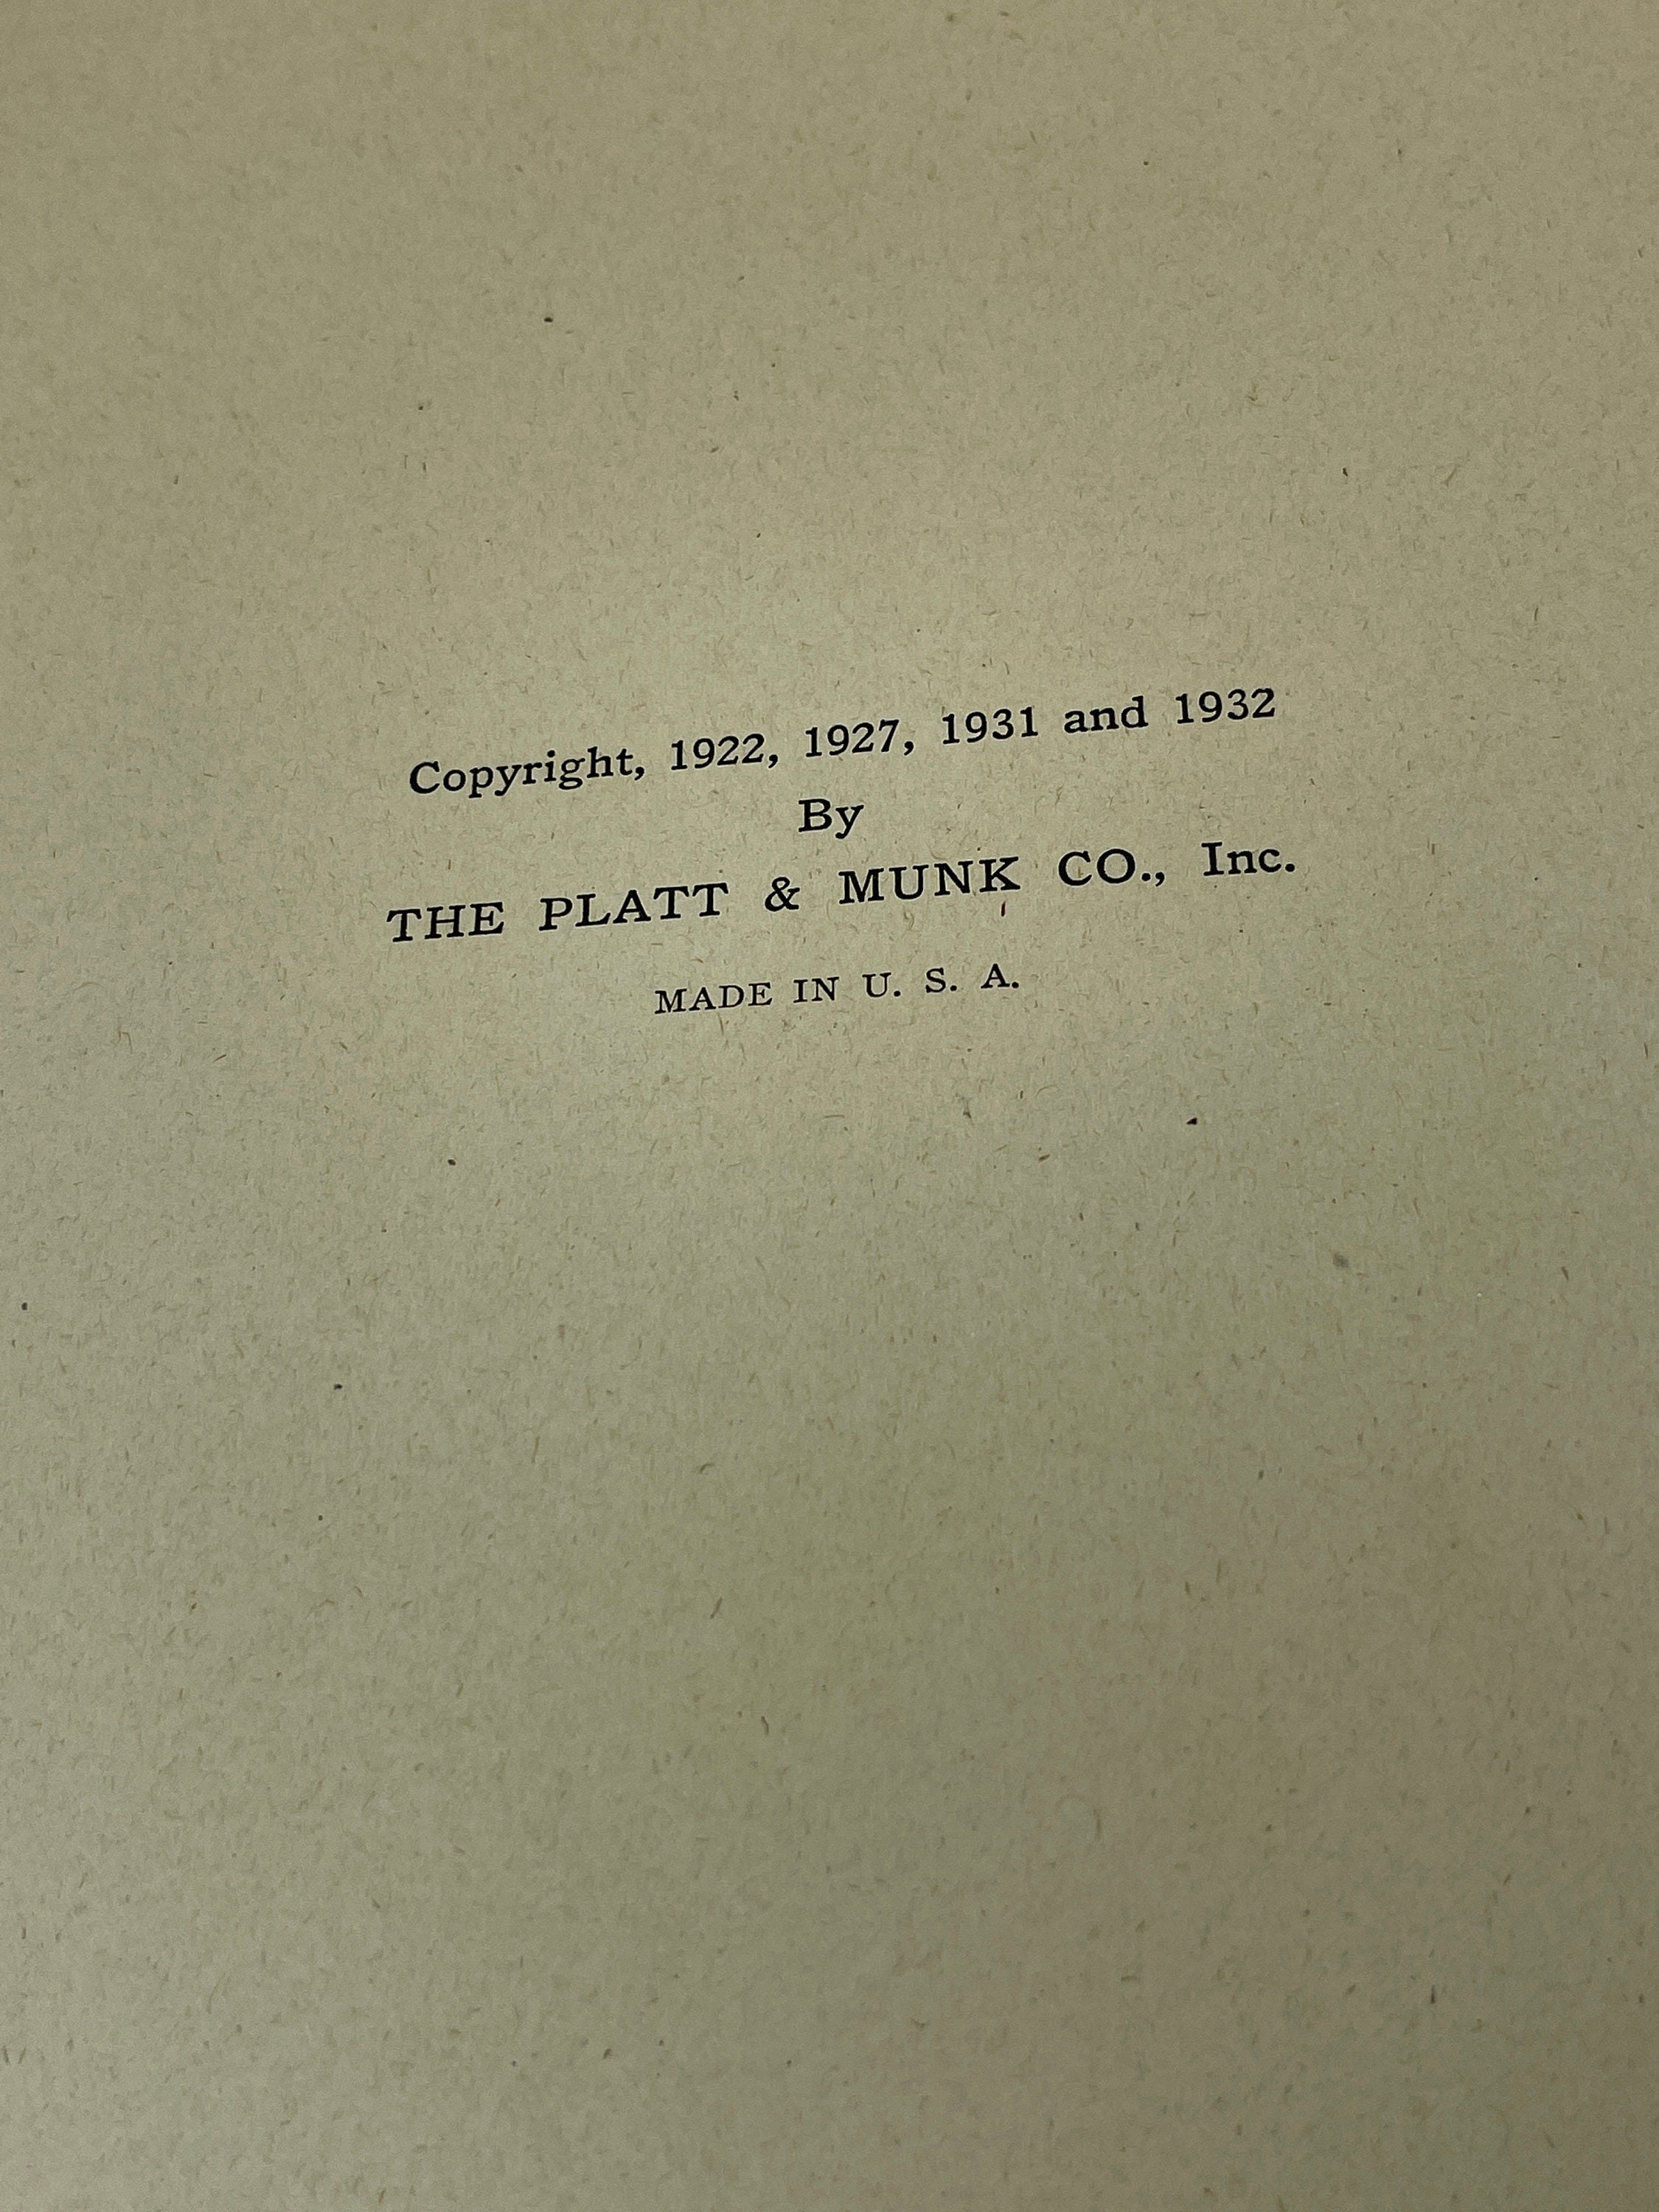 Copyright, 1922, 1927, 1931 and 1932
By
THE PLATT & MUNK CO., Inc.
MADE IN U. S. A.